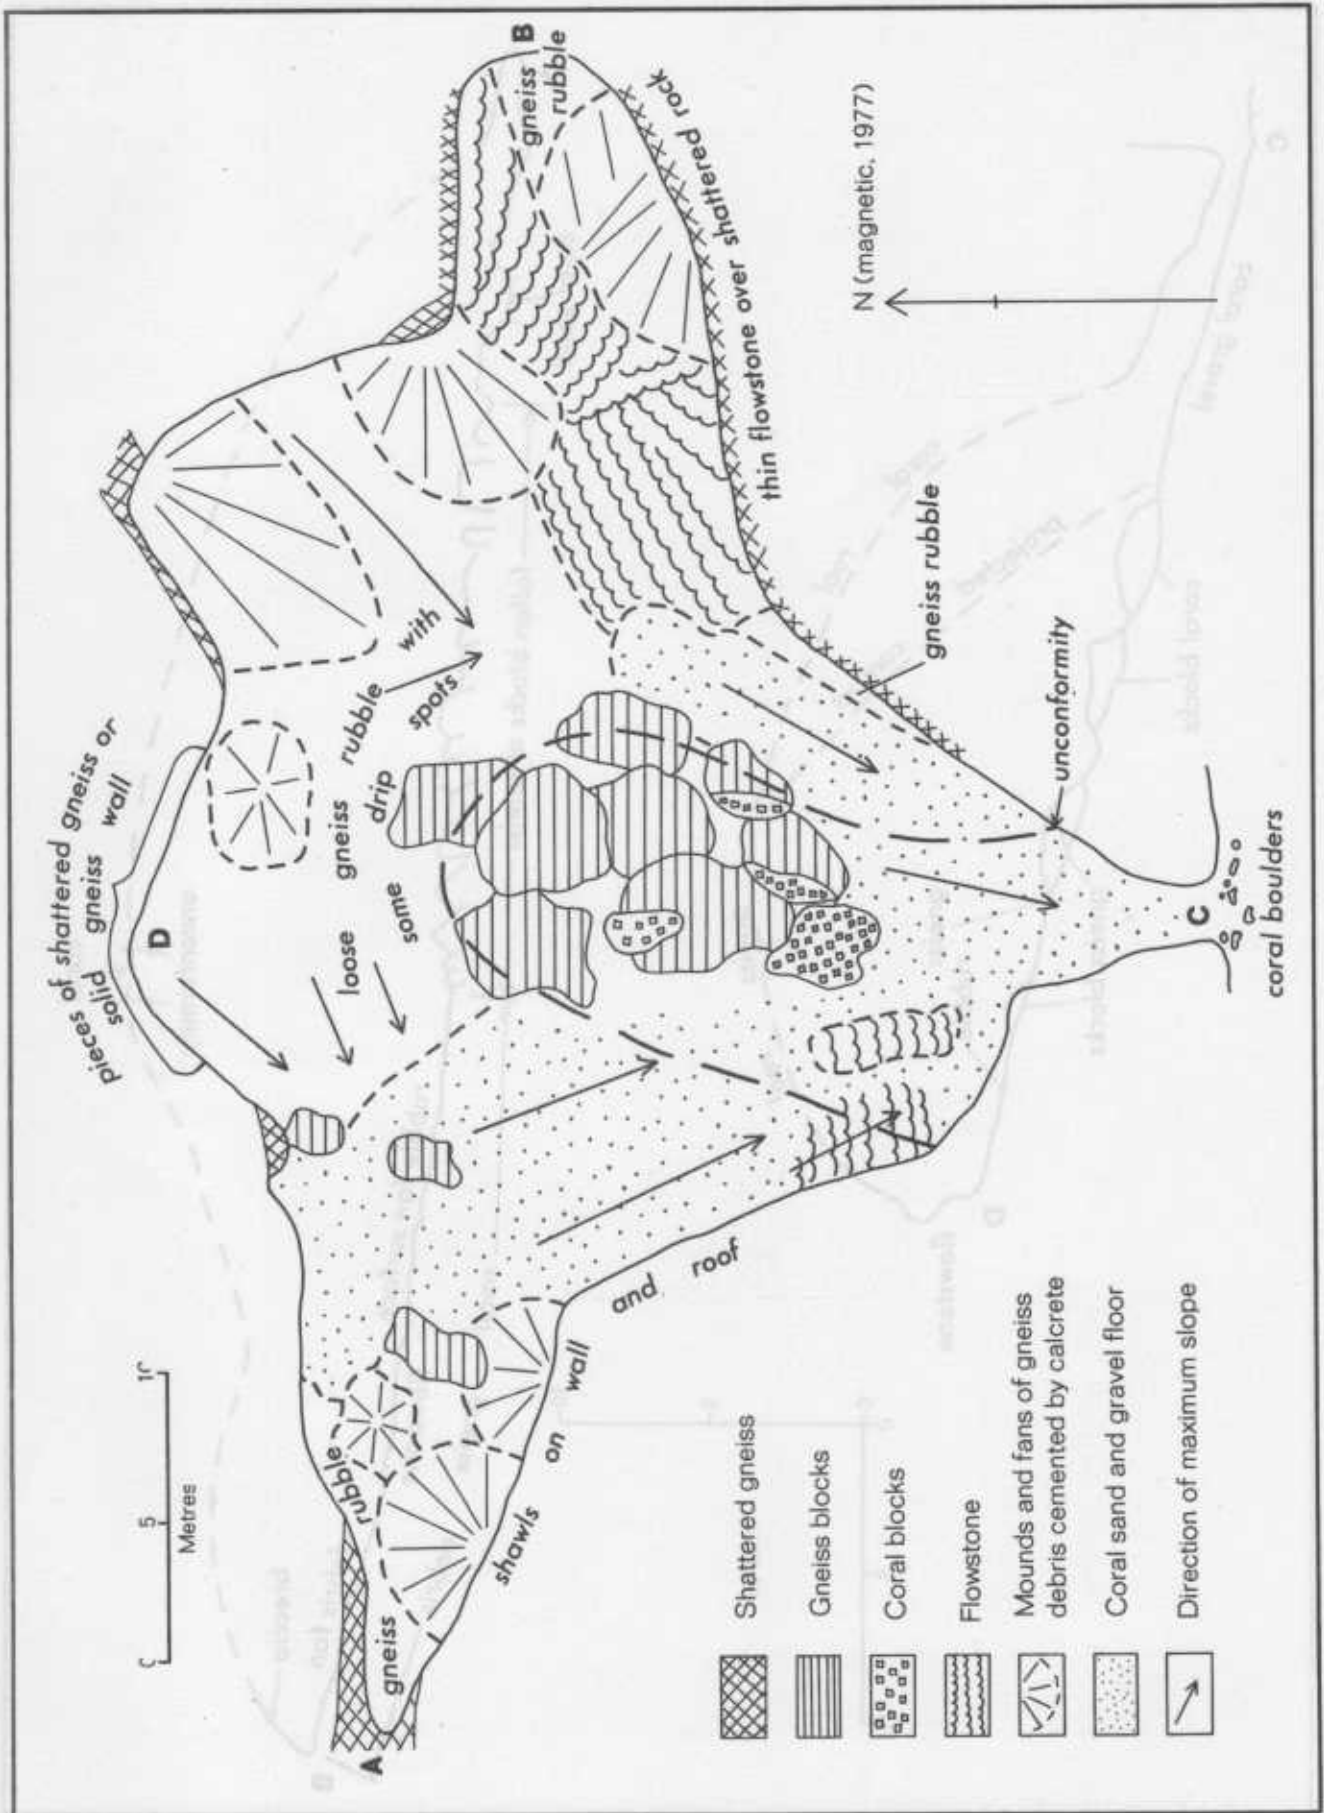 pieces of shattered gneiss or
solid gneiss wall
D
B
gneiss
rubble
thin flowstone over shattered rock
N (magnetic, 1977)
loose gneiss rubble with
some drip spots
gneiss rubble
unconformity
C
coral boulders
A
gneiss rubble
shawls on wall and roof
0 5 10
Metres
Shattered gneiss
Gneiss blocks
Coral blocks
Flowstone
Mounds and fans of gneiss
debris cemented by calcrete
Coral sand and gravel floor
Direction of maximum slope